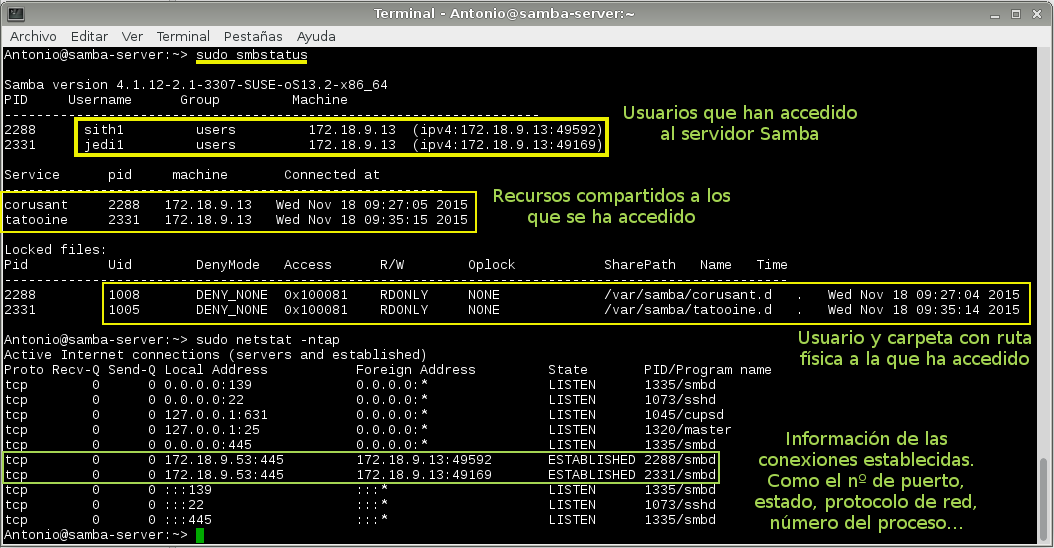 Terminal - Antonio@samba-server:~
Archivo Editar Ver Terminal Pestañas Ayuda
Antonio@samba-server:~> sudo smbstatus
Samba version 4.1.12-2.1-3307-SUSE-oS13.2-x86_64
PID Username Group Machine
-------------------------------------------------------------------
2288 sith1 users 172.18.9.13 (ipv4:172.18.9.13:49592)
2331 jedi1 users 172.18.9.13 (ipv4:172.18.9.13:49169)
Usuarios que han accedido
al servidor Samba
Service pid machine Connected at
-------------------------------------------------------
corusant 2288 172.18.9.13 Wed Nov 18 09:27:05 2015
tatooine 2331 172.18.9.13 Wed Nov 18 09:35:15 2015
Recursos compartidos a los
que se ha accedido
Locked files:
Pid Uid DenyMode Access R/W Oplock SharePath Name Time
--------------------------------------------------------------------------------------------------
2288 1008 DENY_NONE 0x100081 RDONLY NONE /var/samba/corusant.d . Wed Nov 18 09:27:04 2015
2331 1005 DENY_NONE 0x100081 RDONLY NONE /var/samba/tatooine.d . Wed Nov 18 09:35:14 2015
Usuario y carpeta con ruta
física a la que ha accedido
Antonio@samba-server:~> sudo netstat -ntap
Active Internet connections (servers and established)
Proto Recv-Q Send-Q Local Address Foreign Address State PID/Program name
tcp 0 0 0.0.0.0:139 0.0.0.0:* LISTEN 1335/smbd
tcp 0 0 0.0.0.0:22 0.0.0.0:* LISTEN 1073/sshd
tcp 0 0 127.0.0.1:631 0.0.0.0:* LISTEN 1045/cupsd
tcp 0 0 127.0.0.1:25 0.0.0.0:* LISTEN 1320/master
tcp 0 0 0.0.0.0:445 0.0.0.0:* LISTEN 1335/smbd
tcp 0 0 172.18.9.53:445 172.18.9.13:49592 ESTABLISHED 2288/smbd
tcp 0 0 172.18.9.53:445 172.18.9.13:49169 ESTABLISHED 2331/smbd
tcp 0 0 :::139 :::* LISTEN 1335/smbd
tcp 0 0 :::22 :::* LISTEN 1073/sshd
tcp 0 0 :::445 :::* LISTEN 1335/smbd
Información de las
conexiones establecidas.
Como el nº de puerto,
estado, protocolo de red,
número del proceso...
Antonio@samba-server:~>